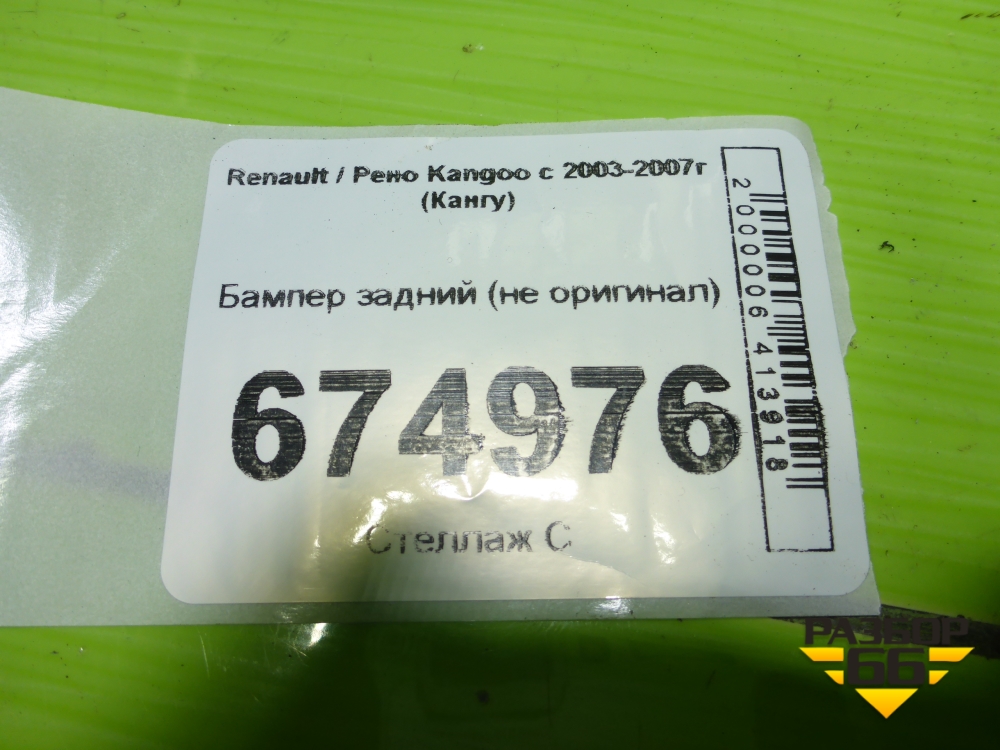 Renault / Рено Kangoo с 2003-2007г
(Кангу)
Бампер задний (не оригинал)
674976
Стеллаж С
2000006413918
РАЗБОР
66